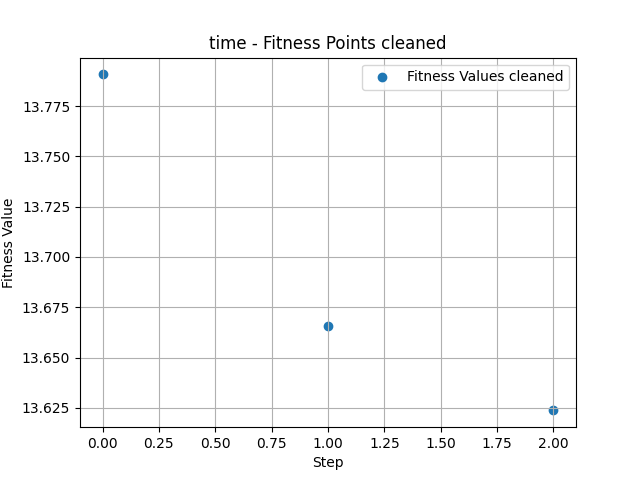 time - Fitness Points cleaned
Fitness Values cleaned
13.775
13.750
13.725
13.700
13.675
13.650
13.625
Fitness Value
0.00 0.25 0.50 0.75 1.00 1.25 1.50 1.75 2.00
Step